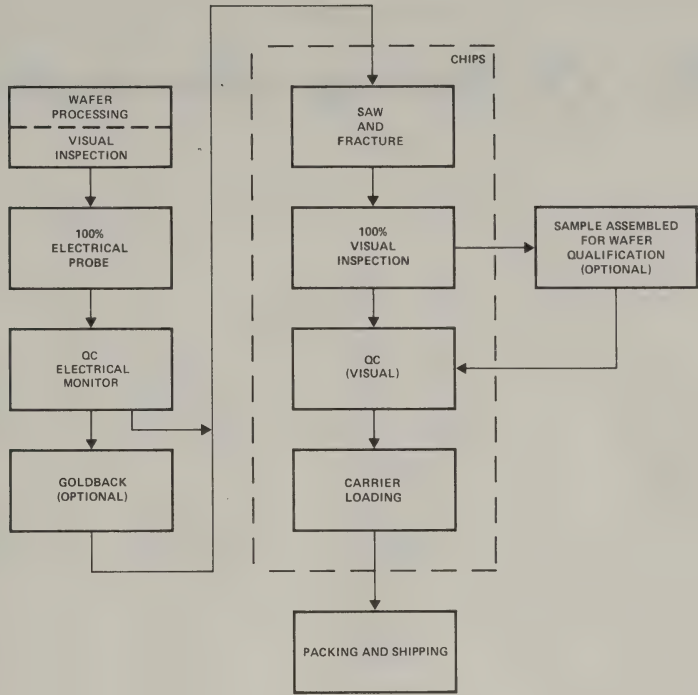 WAFER
PROCESSING
VISUAL
INSPECTION
100%
ELECTRICAL
PROBE
QC
ELECTRICAL
MONITOR
GOLDBACK
(OPTIONAL)
CHIPS
SAW
AND
FRACTURE
100%
VISUAL
INSPECTION
SAMPLE ASSEMBLED
FOR WAFER
QUALIFICATION
(OPTIONAL)
QC
(VISUAL)
CARRIER
LOADING
PACKING AND SHIPPING